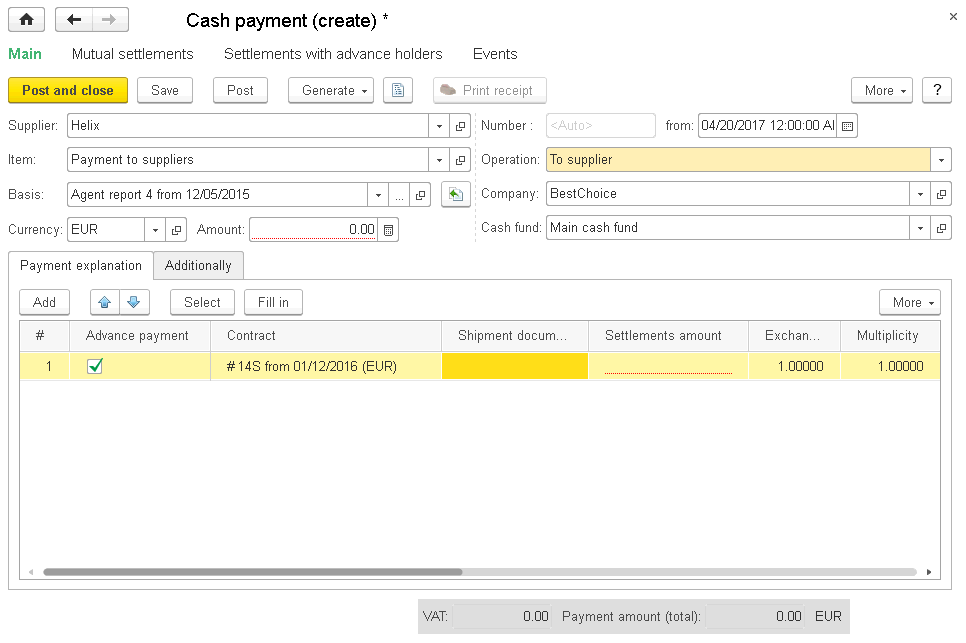 Cash payment (create) *
Main Mutual settlements Settlements with advance holders Events
Post and close Save Post Generate Print receipt More ?
Supplier: Helix Number : <Auto> from: 04/20/2017 12:00:00 AM
Item: Payment to suppliers Operation: To supplier
Basis: Agent report 4 from 12/05/2015 ... Company: BestChoice
Currency: EUR Amount: 0.00 Cash fund: Main cash fund
Payment explanation Additionally
Add Select Fill in More
# Advance payment Contract Shipment docum... Settlements amount Exchan... Multiplicity
1 #14S from 01/12/2016 (EUR) 1.00000 1.00000
VAT: 0.00 Payment amount (total): 0.00 EUR